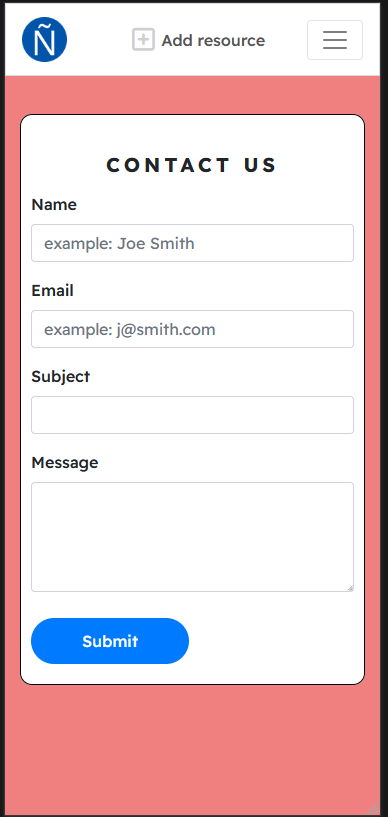 Ñ
Add resource
CONTACT US
Name
example: Joe Smith
Email
example: j@smith.com
Subject
Message
Submit